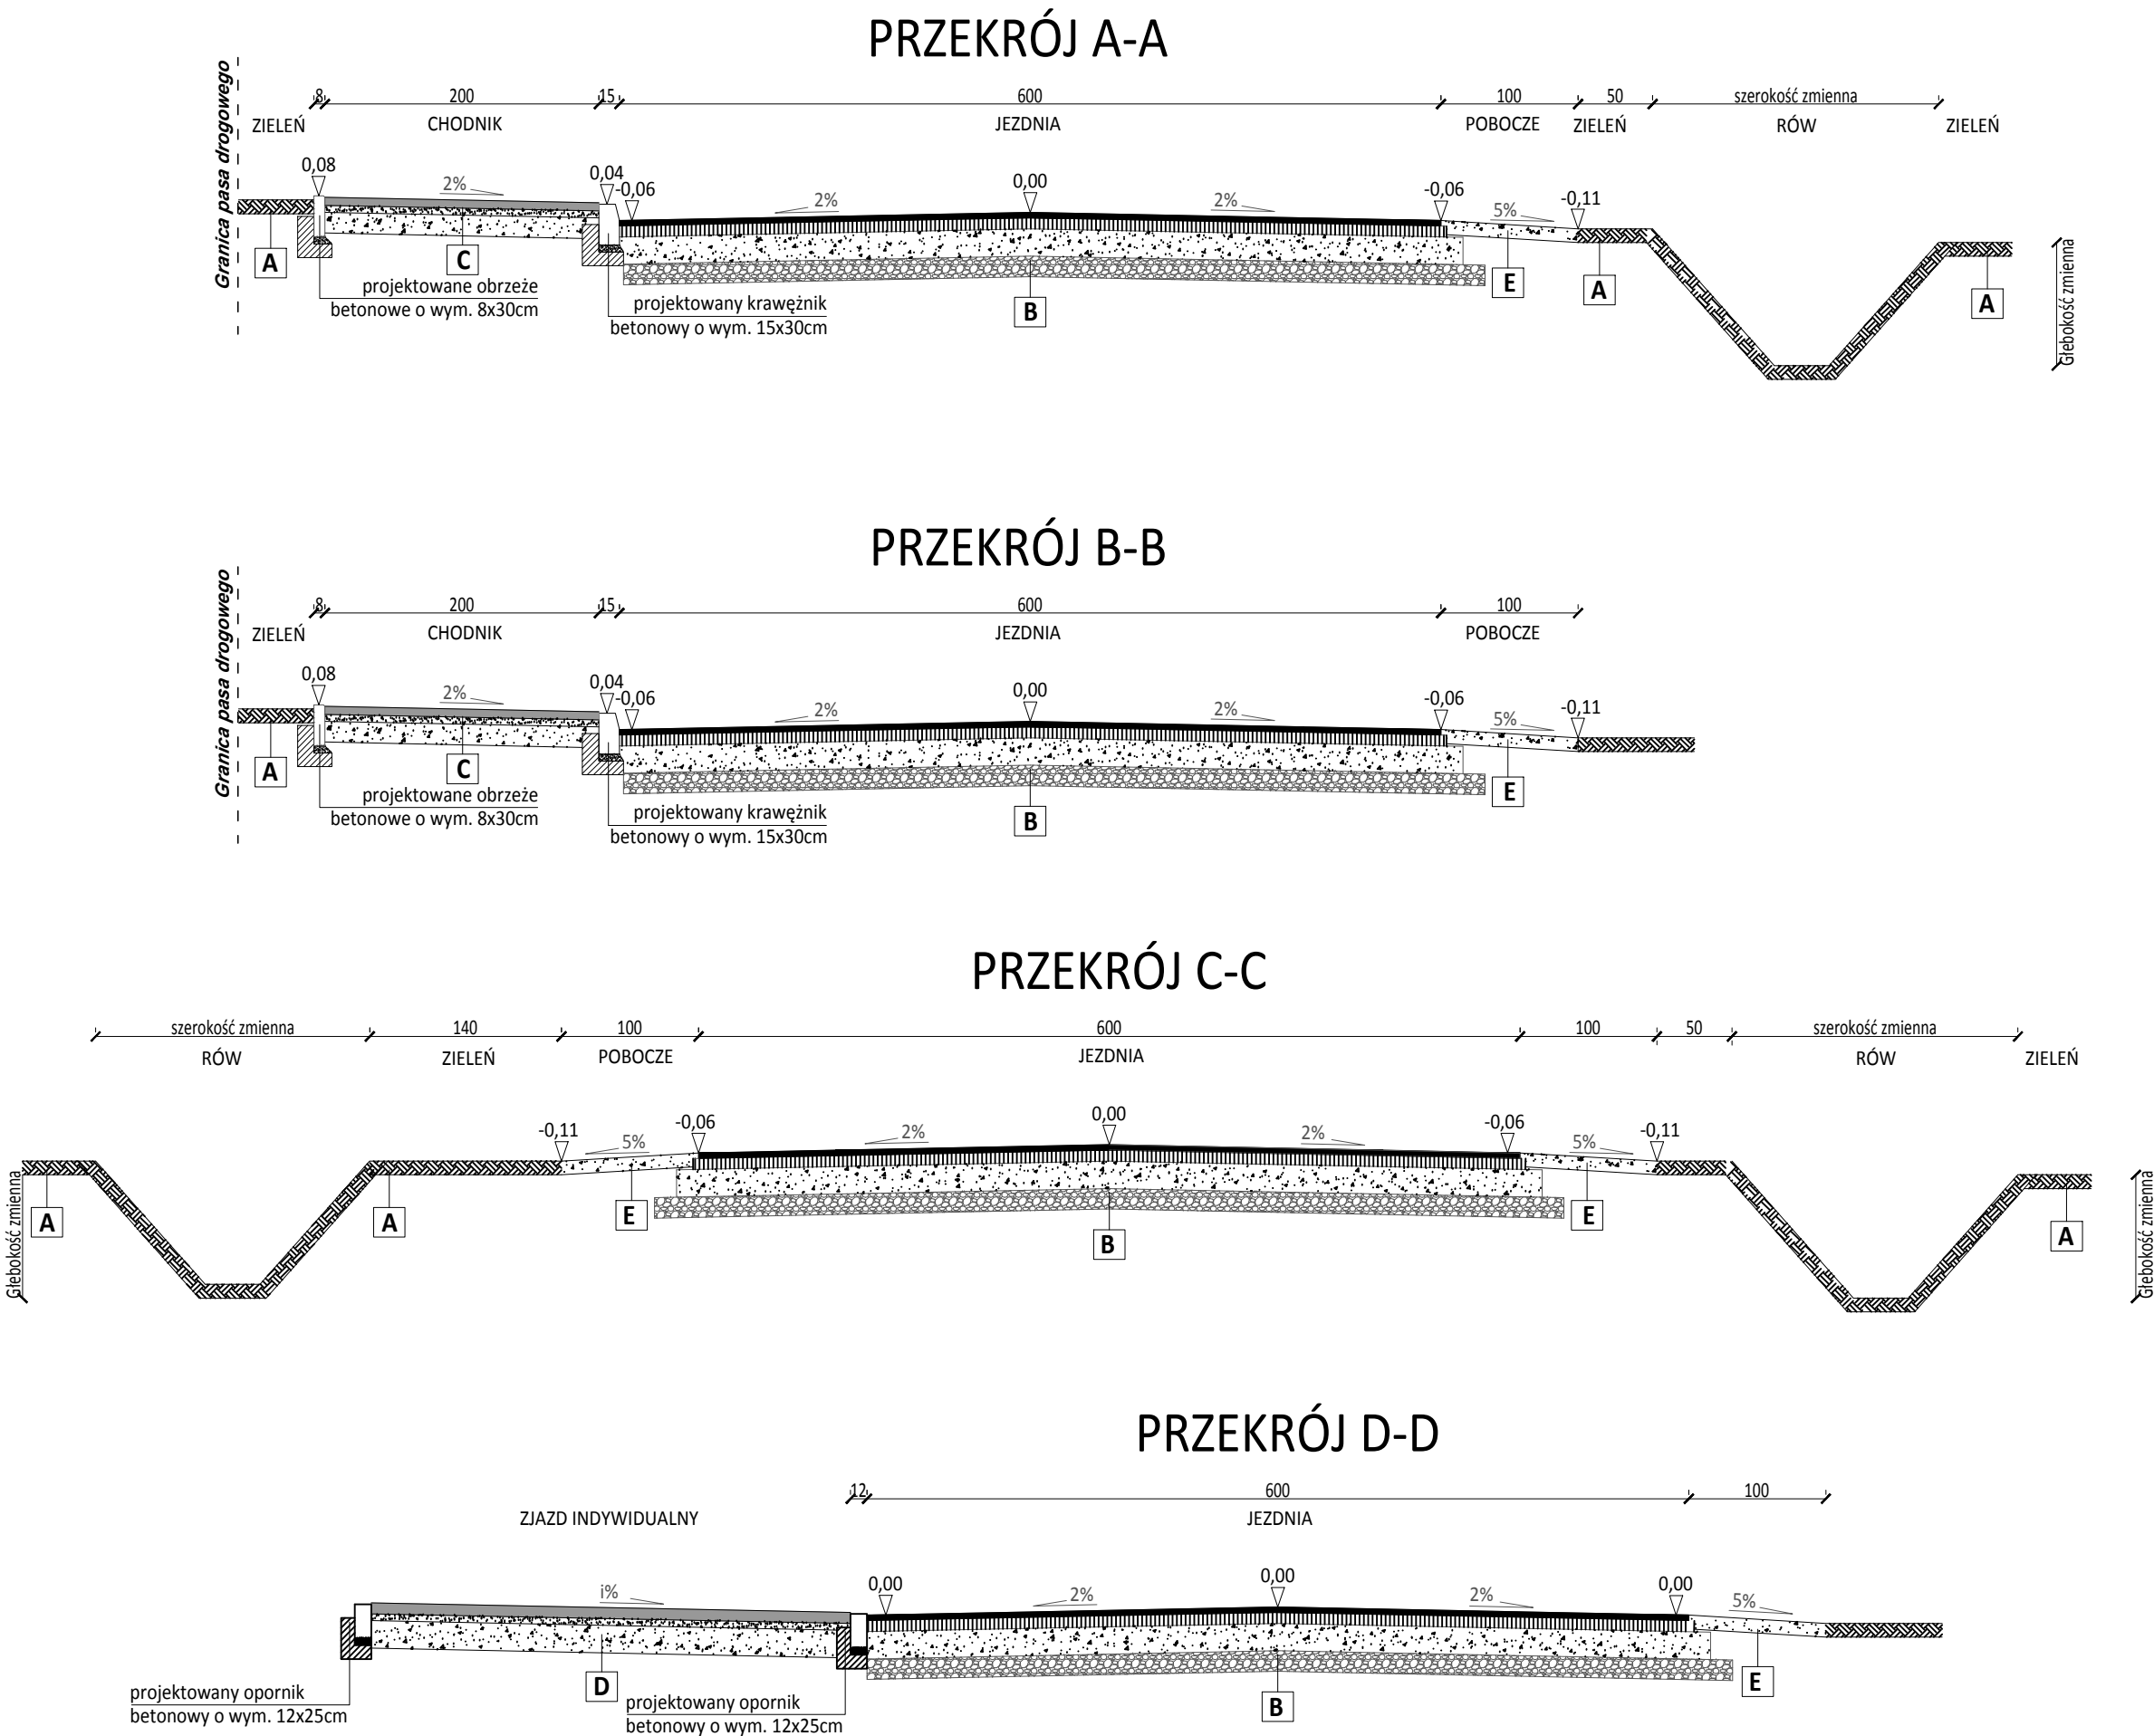 PRZEKRÓJ A-A
Granica pasa drogowego
8 200 15 600 100 50 szerokość zmienna
ZIELEŃ CHODNIK JEZDNIA POBOCZE ZIELEŃ RÓW ZIELEŃ
0,08 0,04 -0,06 0,00 -0,06 -0,11
2% 2% 2% 5%
A C B E A A
projektowane obrzeże
betonowe o wym. 8x30cm
projektowany krawężnik
betonowy o wym. 15x30cm
Głebokość zmienna
PRZEKRÓJ B-B
Granica pasa drogowego
8 200 15 600 100
ZIELEŃ CHODNIK JEZDNIA POBOCZE
0,08 0,04 -0,06 0,00 -0,06 -0,11
2% 2% 2% 5%
A C B E
projektowane obrzeże
betonowe o wym. 8x30cm
projektowany krawężnik
betonowy o wym. 15x30cm
PRZEKRÓJ C-C
szerokość zmienna 140 100 600 100 50 szerokość zmienna
RÓW ZIELEŃ POBOCZE JEZDNIA RÓW ZIELEŃ
-0,11 -0,06 0,00 -0,06 -0,11
5% 2% 2% 5%
Głebokość zmienna
A A E B E A
Głebokość zmienna
PRZEKRÓJ D-D
12 600 100
ZJAZD INDYWIDUALNY JEZDNIA
0,00 0,00 0,00
i% 2% 2% 5%
D B E
projektowany opornik
betonowy o wym. 12x25cm
projektowany opornik
betonowy o wym. 12x25cm